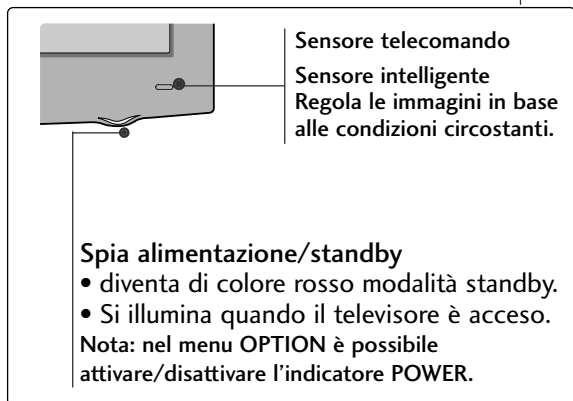 Sensore telecomando
Sensore intelligente
Regola le immagini in base
alle condizioni circostanti.
Spia alimentazione/standby
• diventa di colore rosso modalità standby.
• Si illumina quando il televisore è acceso.
Nota: nel menu OPTION è possibile
attivare/disattivare l’indicatore POWER.